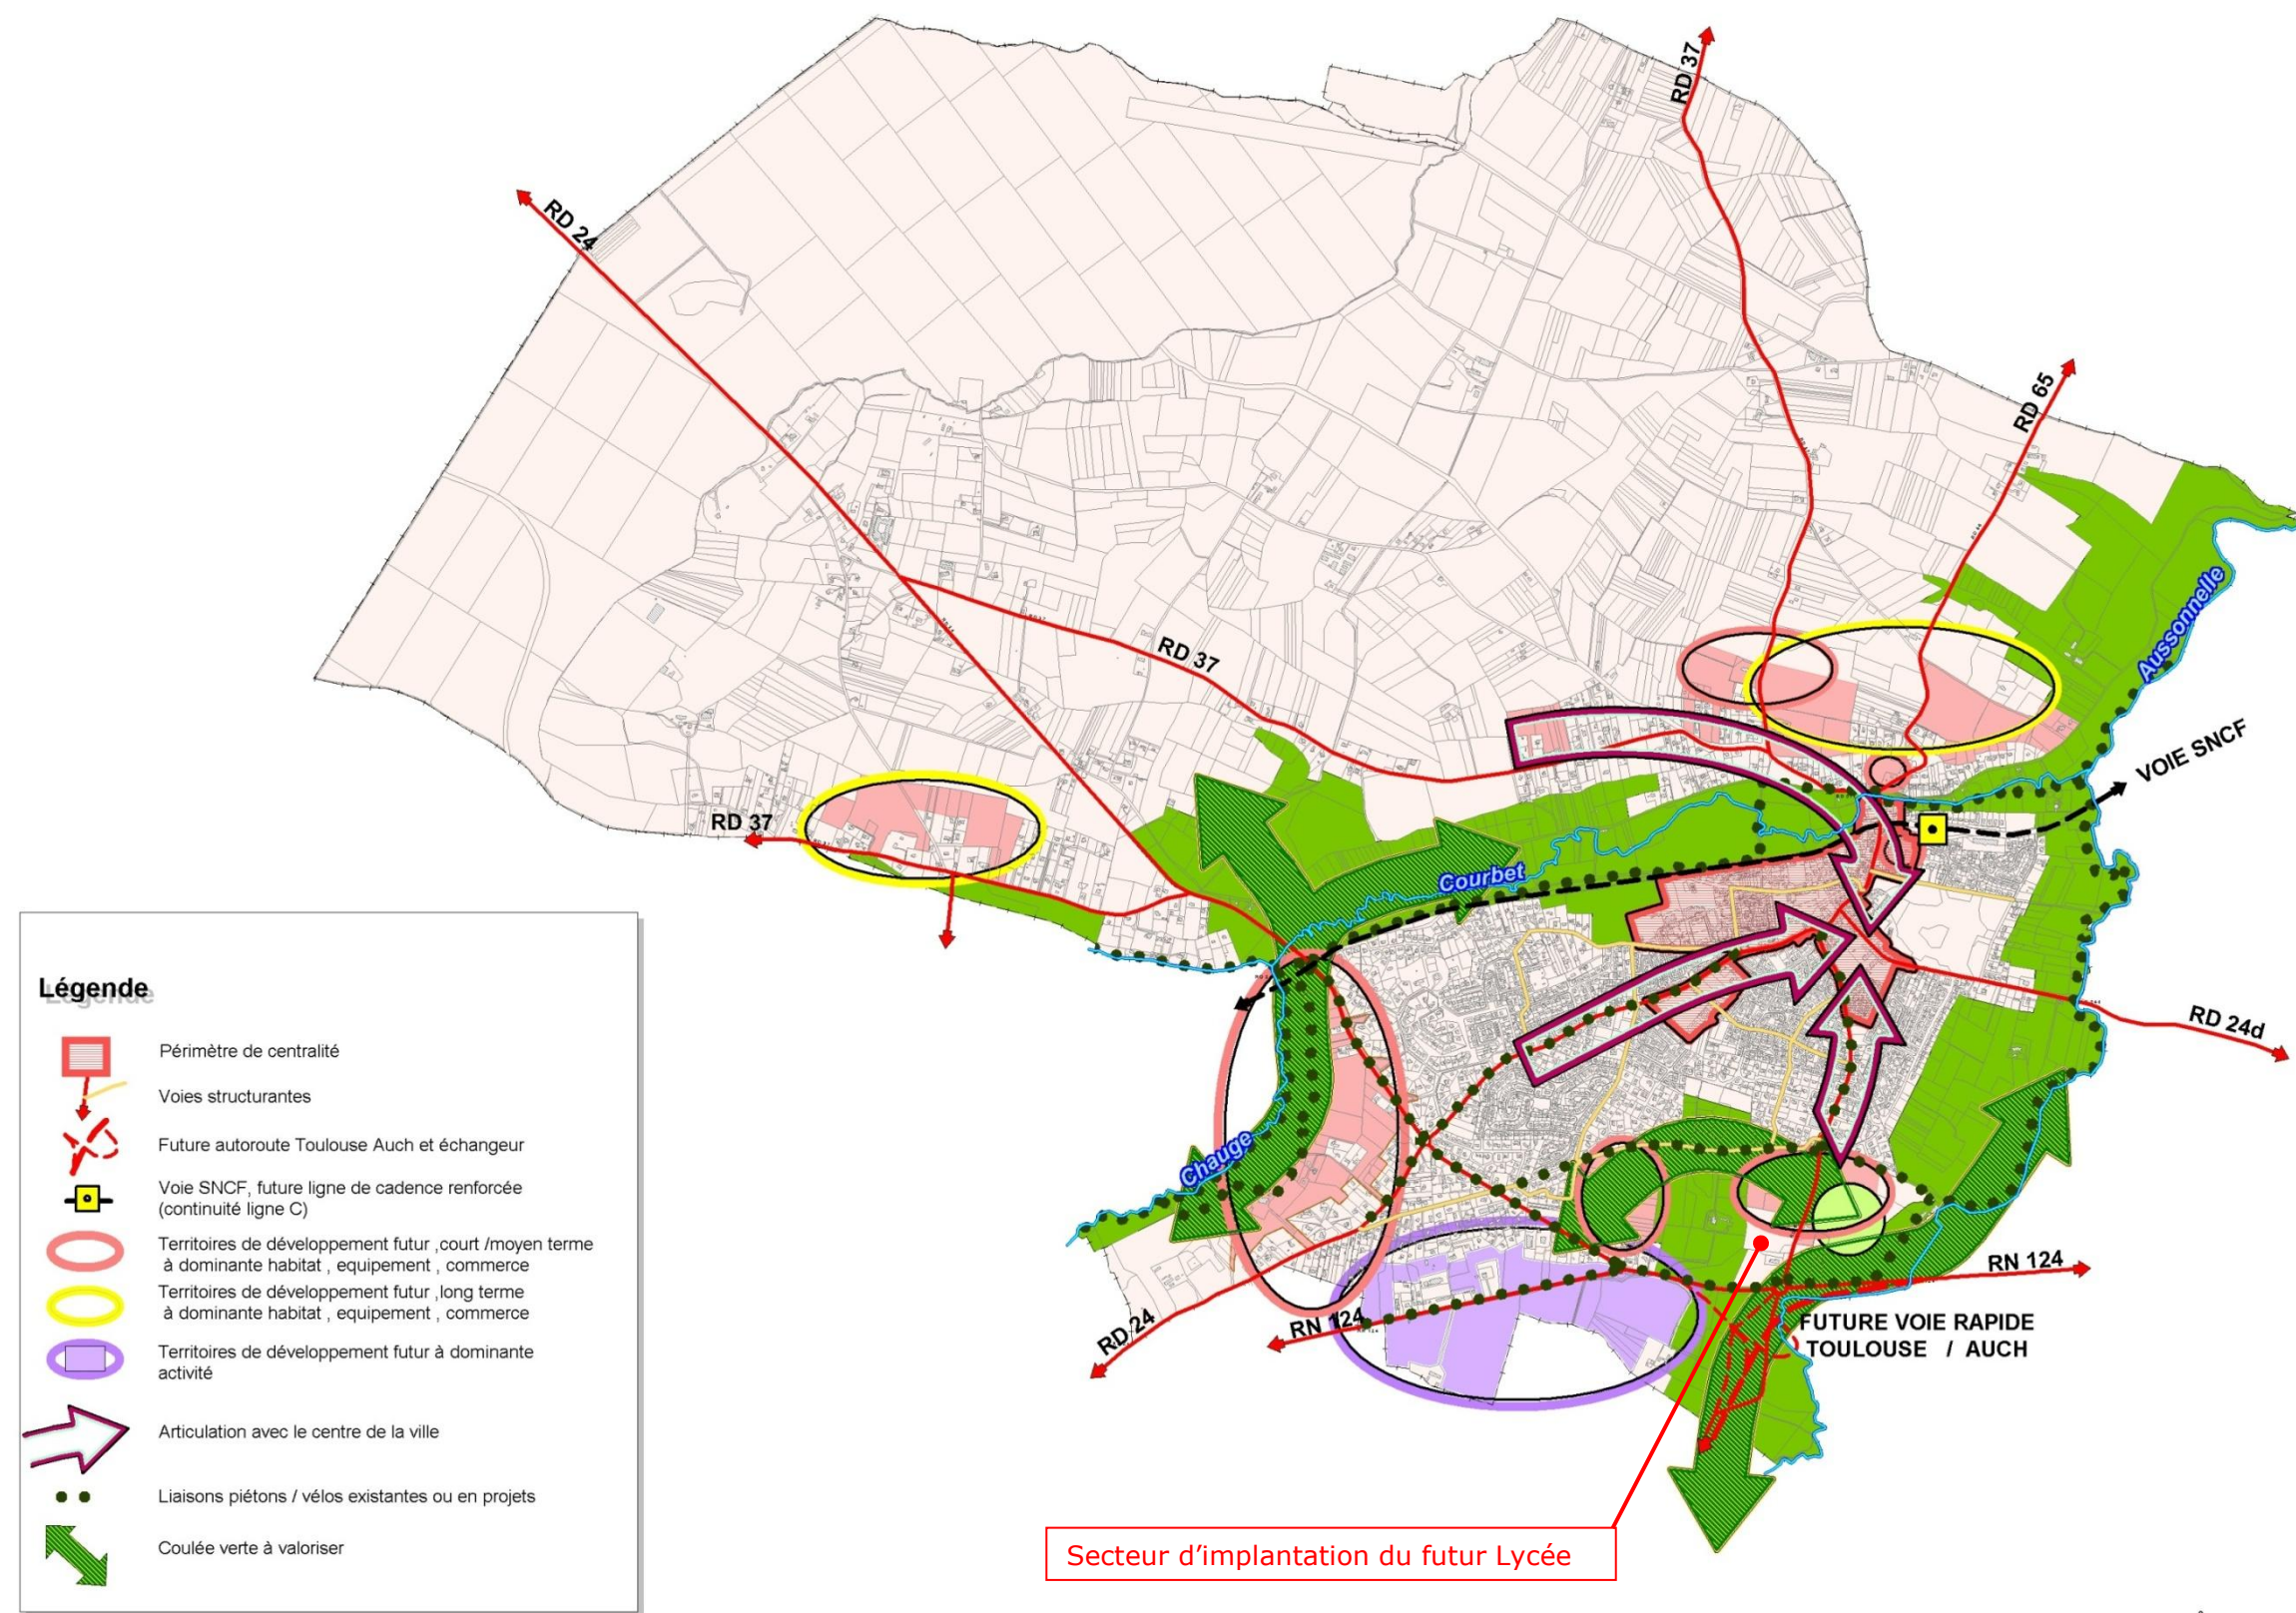 RD 37
RD 24
RD 65
RD 37
Aussonnelle
VOIE SNCF
RD 37
Courbet
RD 24d
Chauge
RN 124
RD 24
RN 124
FUTURE VOIE RAPIDE
TOULOUSE / AUCH
Secteur d’implantation du futur Lycée
Légende
Périmètre de centralité
Voies structurantes
Future autoroute Toulouse Auch et échangeur
Voie SNCF, future ligne de cadence renforcée
(continuité ligne C)
Territoires de développement futur ,court /moyen terme
à dominante habitat , equipement , commerce
Territoires de développement futur ,long terme
à dominante habitat , equipement , commerce
Territoires de développement futur à dominante
activité
Articulation avec le centre de la ville
Liaisons piétons / vélos existantes ou en projets
Coulée verte à valoriser